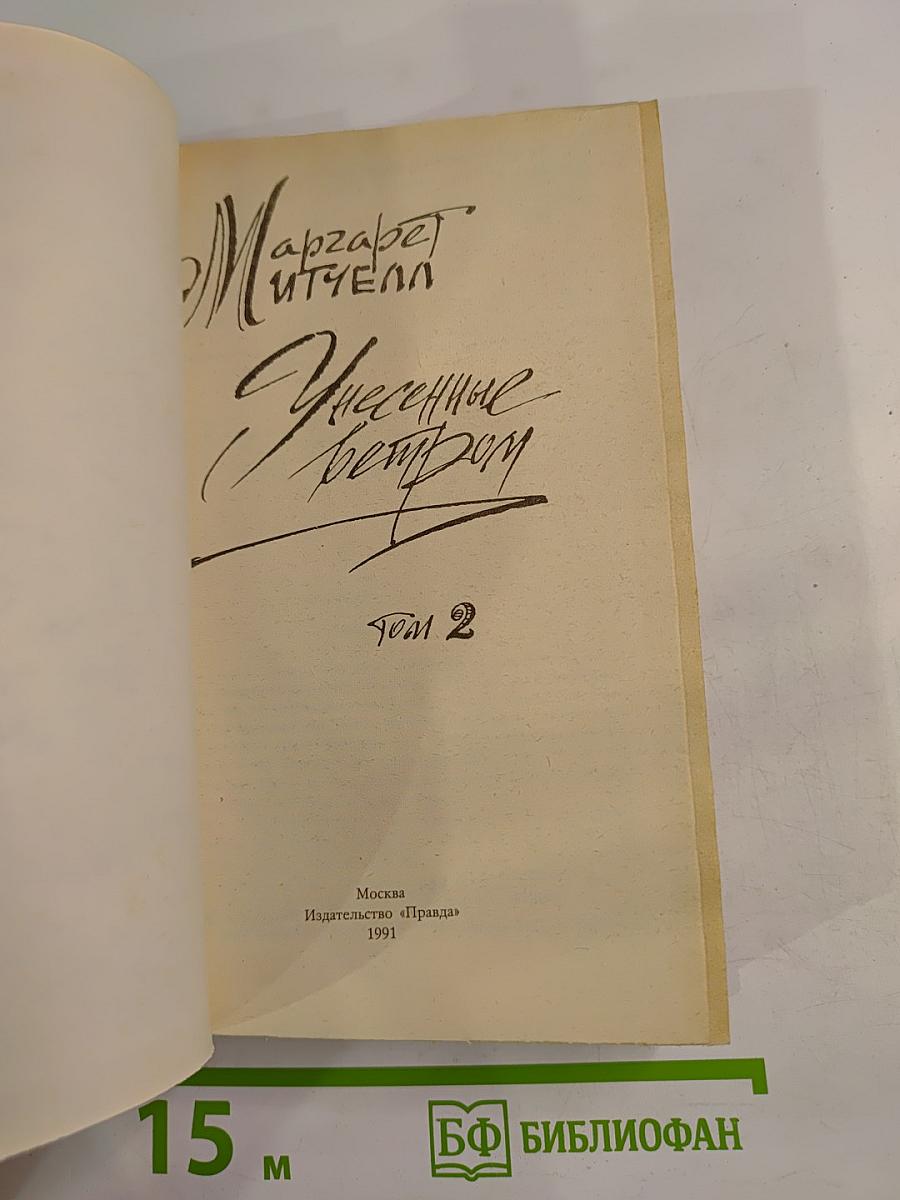 Маргарет
Митчелл
Унесенные
ветром
том 2
Москва
Издательство «Правда»
1991
15 м
БФ БИБЛИОФАН